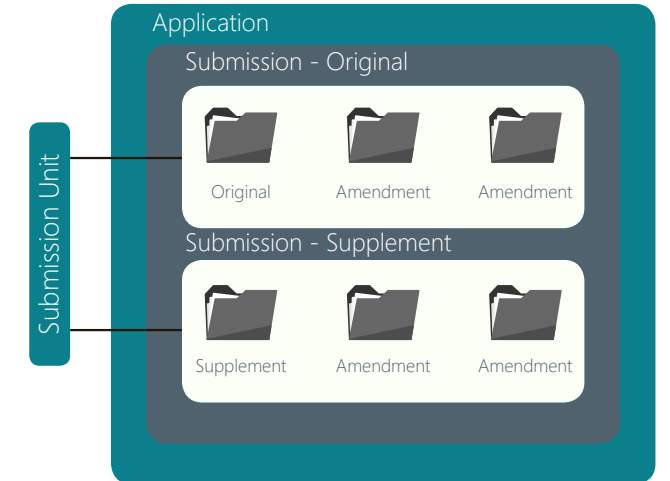 Application
Submission - Original
Original
Amendment
Amendment
Submission Unit
Submission - Supplement
Supplement
Amendment
Amendment